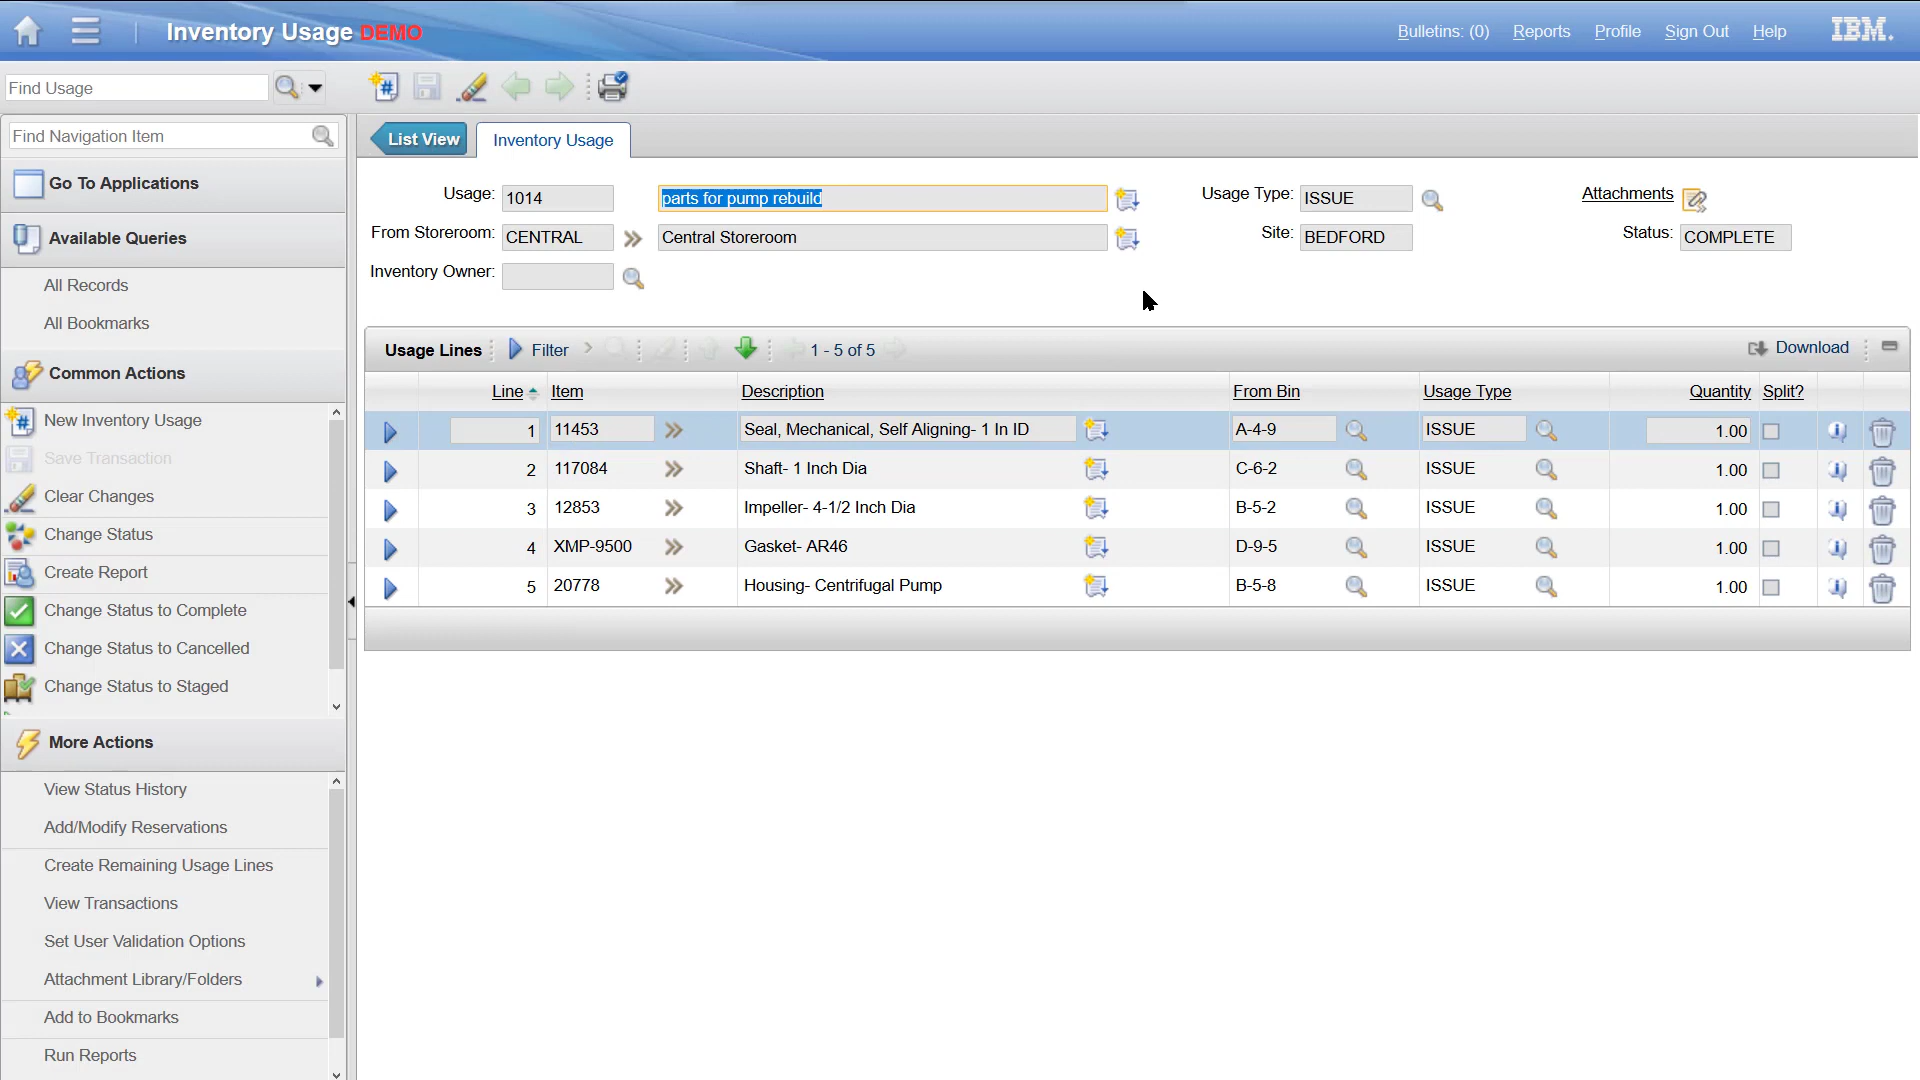 Inventory Usage DEMO
Bulletins: (0) Reports Profile Sign Out Help IBM.
Find Usage
Find Navigation Item
Go To Applications
Available Queries
All Records
All Bookmarks
Common Actions
New Inventory Usage
Save Transaction
Clear Changes
Change Status
Create Report
Change Status to Complete
Change Status to Cancelled
Change Status to Staged
More Actions
View Status History
Add/Modify Reservations
Create Remaining Usage Lines
View Transactions
Set User Validation Options
Attachment Library/Folders
Add to Bookmarks
Run Reports
List View Inventory Usage
Usage: 1014 parts for pump rebuild Usage Type: ISSUE Attachments
From Storeroom: CENTRAL Central Storeroom Site: BEDFORD Status: COMPLETE
Inventory Owner:
Usage Lines Filter 1 - 5 of 5 Download
Line Item Description From Bin Usage Type Quantity Split?
1 11453 Seal, Mechanical, Self Aligning- 1 In ID A-4-9 ISSUE 1.00
2 117084 Shaft- 1 Inch Dia C-6-2 ISSUE 1.00
3 12853 Impeller- 4-1/2 Inch Dia B-5-2 ISSUE 1.00
4 XMP-9500 Gasket- AR46 D-9-5 ISSUE 1.00
5 20778 Housing- Centrifugal Pump B-5-8 ISSUE 1.00